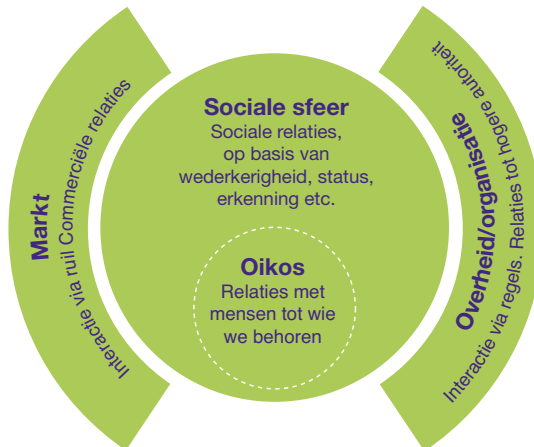 Markt
Interactie via ruil Commerciële relaties
Sociale sfeer
Sociale relaties,
op basis van
wederkerigheid, status,
erkenning etc.
Oikos
Relaties met
mensen tot wie
we behoren
Overheid/organisatie
Interactie via regels. Relaties tot hogere autoriteit